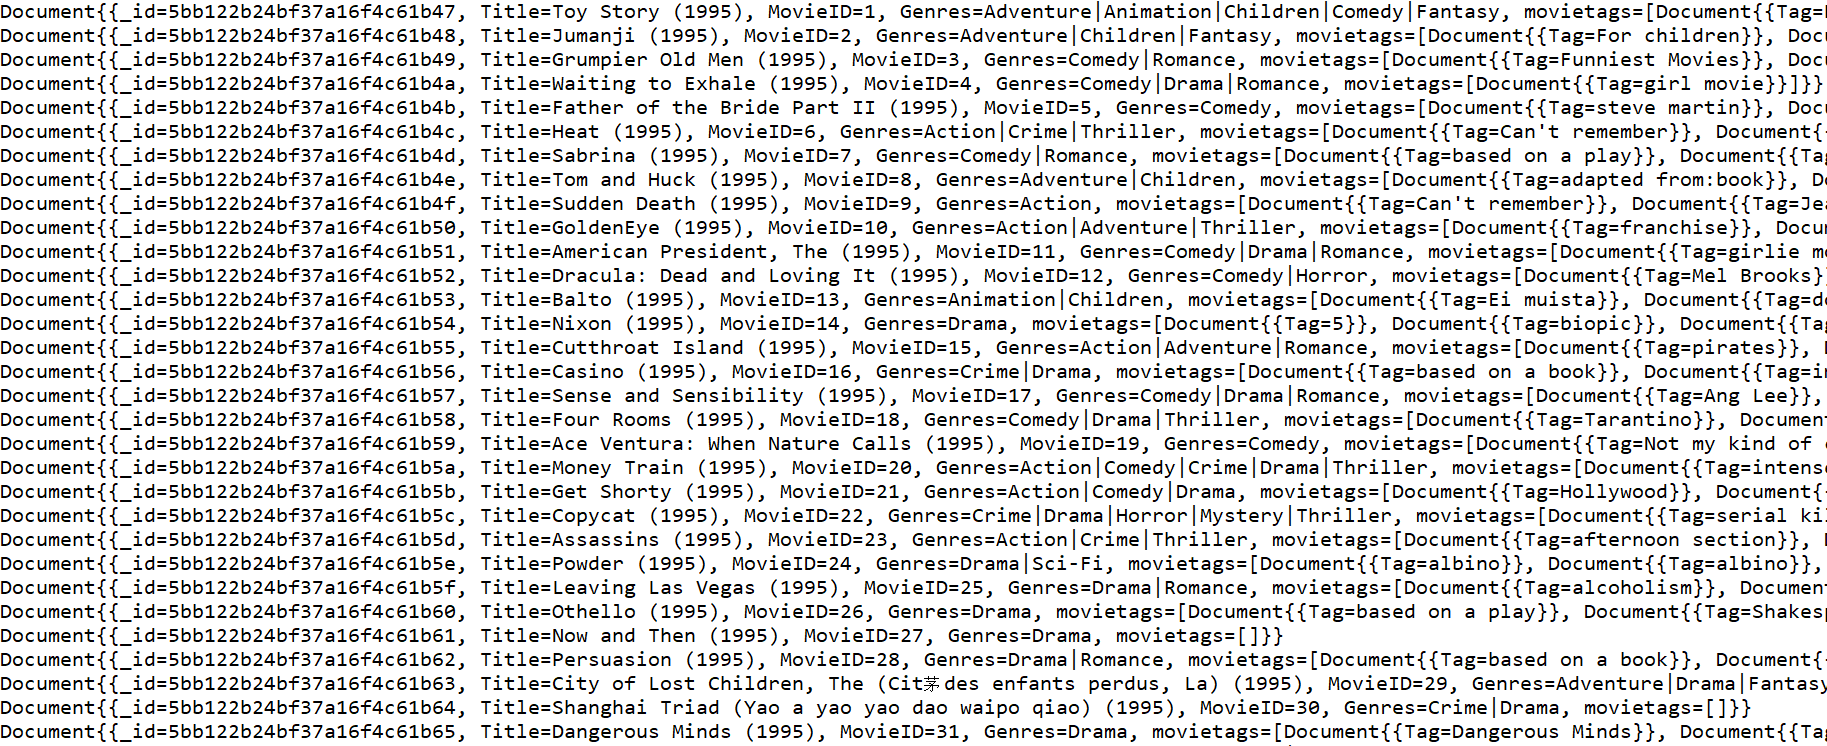 Document{{_id=5bb122b24bf37a16f4c61b47, Title=Toy Story (1995), MovieID=1, Genres=Adventure|Animation|Children|Comedy|Fantasy, movietags=[Document{{Tag=
Document{{_id=5bb122b24bf37a16f4c61b48, Title=Jumanji (1995), MovieID=2, Genres=Adventure|Children|Fantasy, movietags=[Document{{Tag=For children}}, Doc
Document{{_id=5bb122b24bf37a16f4c61b49, Title=Grumpier Old Men (1995), MovieID=3, Genres=Comedy|Romance, movietags=[Document{{Tag=Funniest Movies}}, Doc
Document{{_id=5bb122b24bf37a16f4c61b4a, Title=Waiting to Exhale (1995), MovieID=4, Genres=Comedy|Drama|Romance, movietags=[Document{{Tag=girl movie}}]}}
Document{{_id=5bb122b24bf37a16f4c61b4b, Title=Father of the Bride Part II (1995), MovieID=5, Genres=Comedy, movietags=[Document{{Tag=steve martin}}, Doc
Document{{_id=5bb122b24bf37a16f4c61b4c, Title=Heat (1995), MovieID=6, Genres=Action|Crime|Thriller, movietags=[Document{{Tag=Can't remember}}, Document{
Document{{_id=5bb122b24bf37a16f4c61b4d, Title=Sabrina (1995), MovieID=7, Genres=Comedy|Romance, movietags=[Document{{Tag=based on a play}}, Document{{Tag
Document{{_id=5bb122b24bf37a16f4c61b4e, Title=Tom and Huck (1995), MovieID=8, Genres=Adventure|Children, movietags=[Document{{Tag=adapted from:book}}, D
Document{{_id=5bb122b24bf37a16f4c61b4f, Title=Sudden Death (1995), MovieID=9, Genres=Action, movietags=[Document{{Tag=Can't remember}}, Document{{Tag=Je
Document{{_id=5bb122b24bf37a16f4c61b50, Title=GoldenEye (1995), MovieID=10, Genres=Action|Adventure|Thriller, movietags=[Document{{Tag=franchise}}, Docu
Document{{_id=5bb122b24bf37a16f4c61b51, Title=American President, The (1995), MovieID=11, Genres=Comedy|Drama|Romance, movietags=[Document{{Tag=girlie m
Document{{_id=5bb122b24bf37a16f4c61b52, Title=Dracula: Dead and Loving It (1995), MovieID=12, Genres=Comedy|Horror, movietags=[Document{{Tag=Mel Brooks}
Document{{_id=5bb122b24bf37a16f4c61b53, Title=Balto (1995), MovieID=13, Genres=Animation|Children, movietags=[Document{{Tag=Ei muista}}, Document{{Tag=d
Document{{_id=5bb122b24bf37a16f4c61b54, Title=Nixon (1995), MovieID=14, Genres=Drama, movietags=[Document{{Tag=5}}, Document{{Tag=biopic}}, Document{{Tag
Document{{_id=5bb122b24bf37a16f4c61b55, Title=Cutthroat Island (1995), MovieID=15, Genres=Action|Adventure|Romance, movietags=[Document{{Tag=pirates}},
Document{{_id=5bb122b24bf37a16f4c61b56, Title=Casino (1995), MovieID=16, Genres=Crime|Drama, movietags=[Document{{Tag=based on a book}}, Document{{Tag=i
Document{{_id=5bb122b24bf37a16f4c61b57, Title=Sense and Sensibility (1995), MovieID=17, Genres=Comedy|Drama|Romance, movietags=[Document{{Tag=Ang Lee}},
Document{{_id=5bb122b24bf37a16f4c61b58, Title=Four Rooms (1995), MovieID=18, Genres=Comedy|Drama|Thriller, movietags=[Document{{Tag=Tarantino}}, Document
Document{{_id=5bb122b24bf37a16f4c61b59, Title=Ace Ventura: When Nature Calls (1995), MovieID=19, Genres=Comedy, movietags=[Document{{Tag=Not my kind of
Document{{_id=5bb122b24bf37a16f4c61b5a, Title=Money Train (1995), MovieID=20, Genres=Action|Comedy|Crime|Drama|Thriller, movietags=[Document{{Tag=intens
Document{{_id=5bb122b24bf37a16f4c61b5b, Title=Get Shorty (1995), MovieID=21, Genres=Action|Comedy|Drama, movietags=[Document{{Tag=Hollywood}}, Document{
Document{{_id=5bb122b24bf37a16f4c61b5c, Title=Copycat (1995), MovieID=22, Genres=Crime|Drama|Horror|Mystery|Thriller, movietags=[Document{{Tag=serial kil
Document{{_id=5bb122b24bf37a16f4c61b5d, Title=Assassins (1995), MovieID=23, Genres=Action|Crime|Thriller, movietags=[Document{{Tag=afternoon section}},
Document{{_id=5bb122b24bf37a16f4c61b5e, Title=Powder (1995), MovieID=24, Genres=Drama|Sci-Fi, movietags=[Document{{Tag=albino}}, Document{{Tag=albino}},
Document{{_id=5bb122b24bf37a16f4c61b5f, Title=Leaving Las Vegas (1995), MovieID=25, Genres=Drama|Romance, movietags=[Document{{Tag=alcoholism}}, Document
Document{{_id=5bb122b24bf37a16f4c61b60, Title=Othello (1995), MovieID=26, Genres=Drama, movietags=[Document{{Tag=based on a play}}, Document{{Tag=Shakesp
Document{{_id=5bb122b24bf37a16f4c61b61, Title=Now and Then (1995), MovieID=27, Genres=Drama, movietags=[]}}
Document{{_id=5bb122b24bf37a16f4c61b62, Title=Persuasion (1995), MovieID=28, Genres=Drama|Romance, movietags=[Document{{Tag=based on a book}}, Document{
Document{{_id=5bb122b24bf37a16f4c61b63, Title=City of Lost Children, The (Cit茅des enfants perdus, La) (1995), MovieID=29, Genres=Adventure|Drama|Fantasy
Document{{_id=5bb122b24bf37a16f4c61b64, Title=Shanghai Triad (Yao a yao yao dao waipo qiao) (1995), MovieID=30, Genres=Crime|Drama, movietags=[]}}
Document{{_id=5bb122b24bf37a16f4c61b65, Title=Dangerous Minds (1995), MovieID=31, Genres=Drama, movietags=[Document{{Tag=Dangerous Minds}}, Document{{Tag